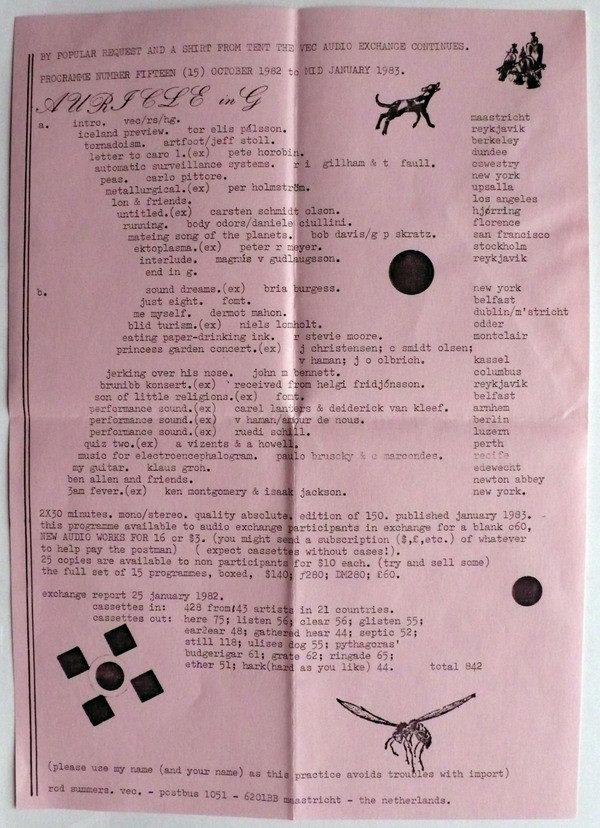 BY POPULAR REQUEST AND A SHIRT FROM TENT THE VEC AUDIO EXCHANGE CONTINUES.
PROGRAMME NUMBER FIFTEEN (15) OCTOBER 1982 to MID JANUARY 1983.
AURICLE in G
a. intro. vec/rs/hg. maastricht
iceland preview. tor elis pálsson. reykjavik
tornadoism. artfoot/jeff stoll. berkeley
letter to caro 1.(ex) pete horobin. dundee
automatic surveillance systems. r i gillham & t faull. oswestry
peas. carlo pittore. new york
metallurgical.(ex) per holmström. upsalla
lon & friends. los angeles
untitled.(ex) carsten schmidt olson. hjórring
running. body odors/daniele ciullini. florence
mateing song of the planets. bob davis/g p skratz. san francisco
ektoplasma.(ex) peter r meyer. stockholm
interlude. magnús v gudlaugsson. reykjavik
end in g.
b. sound dreams.(ex) bria burgess. new york
just eight. fomt. belfast
me myself. dermot mahon. dublin/m'stricht
blid turism.(ex) niels lomholt. odder
eating paper-drinking ink. r stevie moore. montclair
princess garden concert.(ex) j christensen; c smidt olsen;
v haman; j o olbrich. kassel
jerking over his nose. john m bennett. columbus
brunibb konsert.(ex) received from helgi fridjónsson. reykjavik
son of little religions.(ex) fomt. belfast
performance sound.(ex) carel lanters & deiderick van kleef. arnhem
performance sound.(ex) v haman/amour de nous. berlin
performance sound.(ex) ruedi schill. luzern
quiz two.(ex) a vizents & a howell. perth
music for electroencephalogram. paulo bruscky & c marcondes. recife
my guitar. klaus groh. edewecht
ben allen and friends. newton abbey
3am fever.(ex) ken montgomery & isaak jackson. new york.
2X30 minutes. mono/stereo. quality absolute. edition of 150. published january 1983.
this programme available to audio exchange participants in exchange for a blank c60,
NEW AUDIO WORKS FOR 16 or $3. (you might send a subscription ($,£,etc.) of whatever
to help pay the postman) ( expect cassettes without cases!).
25 copies are available to non participants for $10 each. (try and sell some)
the full set of 15 programmes, boxed, $140; ƒ280; DM280; £60.
exchange report 25 january 1982.
cassettes in: 428 from 143 artists in 21 countries.
cassettes out: here 75; listen 56; clear 56; glisten 55;
ear2ear 48; gathered hear 44; septic 52;
still 118; ulises dog 55; pythagoras'
budgerigar 61; grate 62; ringade 65;
ether 51; hark(hard as you like) 44. total 842
(please use my name (and your name) as this practice avoids troubles with import)
rod summers. vec. - postbus 1051 - 6201BB maastricht - the netherlands.